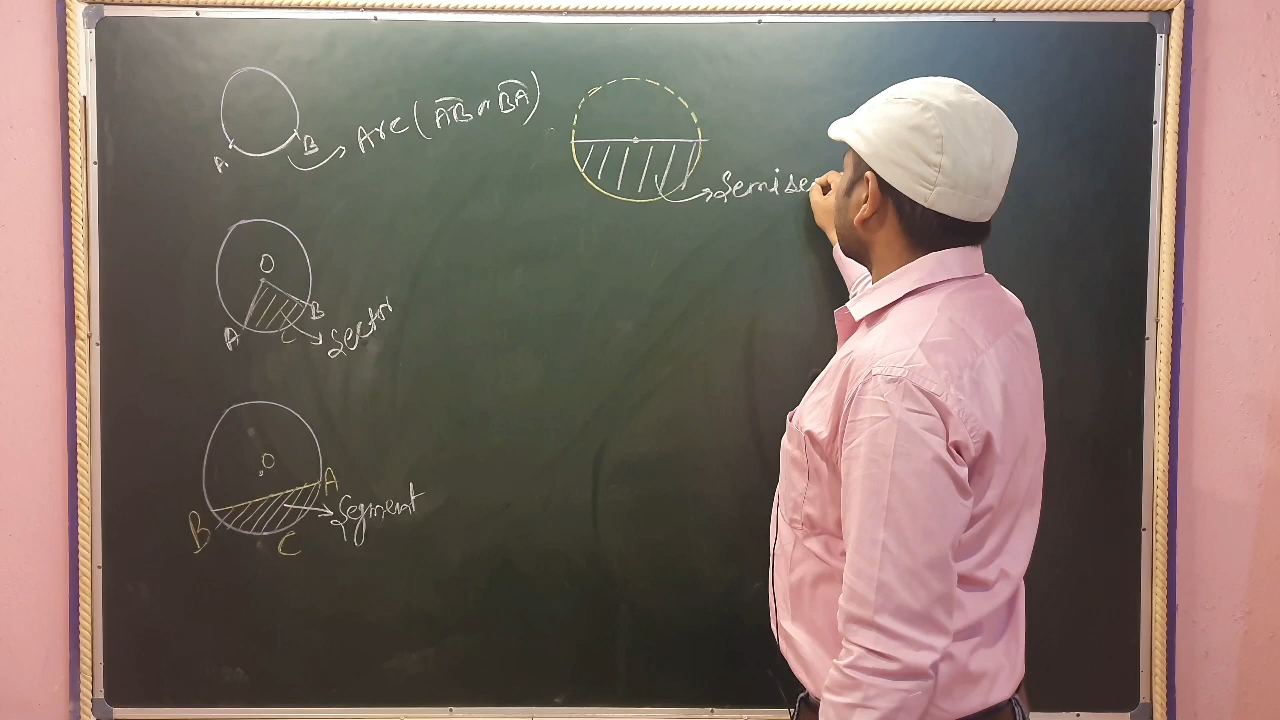 A
B
Arc (AB or BA)
O
A
B
C
Sector
O
A
B
C
Segment
Semise